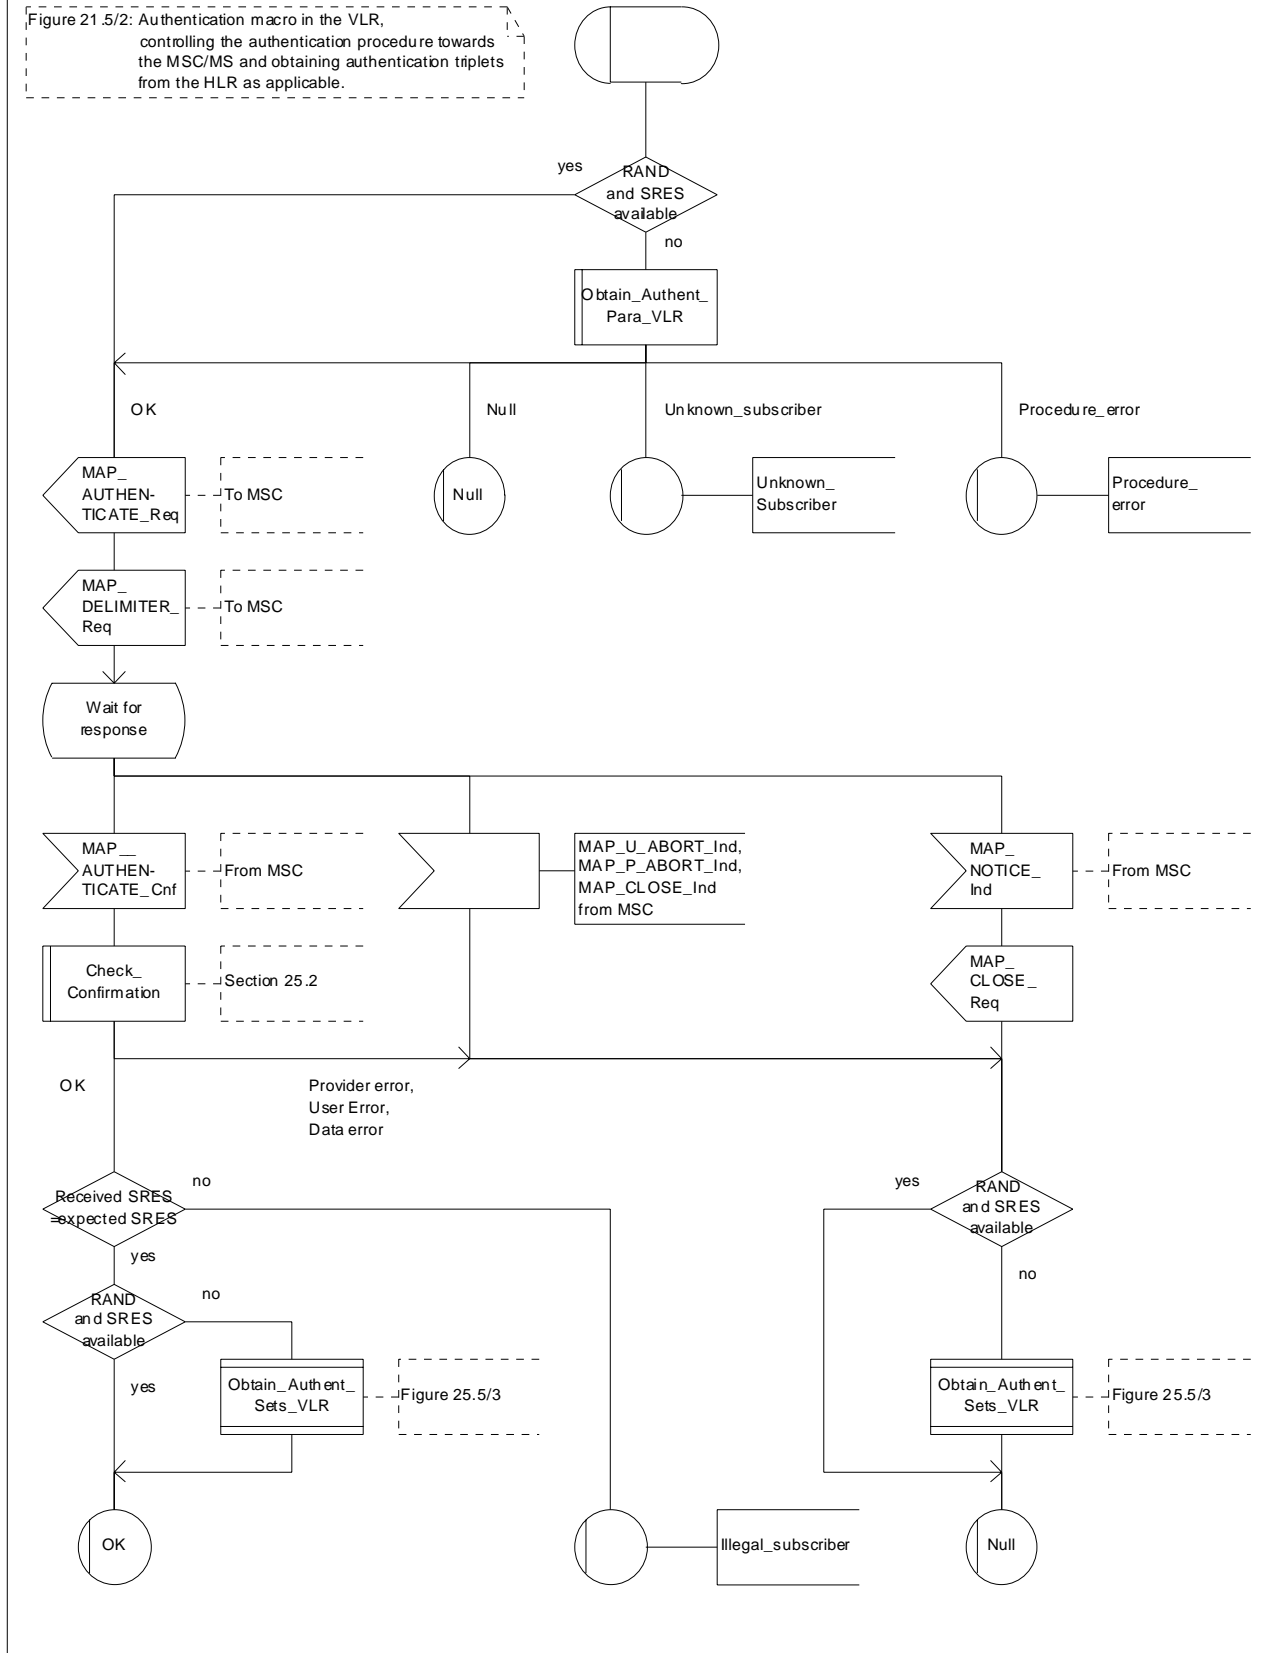 Figure 21.5/2: Authentication macro in the VLR,
controlling the authentication procedure towards
the MSC/MS and obtaining authentication triplets
from the HLR as applicable.
yes
RAND
and SRES
available
no
Obtain_Authent_
Para_VLR
OK
Null
Unknown_subscriber
Procedure_error
MAP_
AUTHEN-
TICATE_Req
To MSC
Null
Unknown_
Subscriber
Procedure_
error
MAP_
DELIMITER_
Req
To MSC
Wait for
response
MAP__
AUTHEN-
TICATE_Cnf
From MSC
MAP_U_ABORT_Ind,
MAP_P_ABORT_Ind,
MAP_CLOSE_Ind
from MSC
MAP_
NOTICE_
Ind
From MSC
Check_
Confirmation
Section 25.2
MAP_
CLOSE_
Req
OK
Provider error,
User Error,
Data error
Received SRES
=expected SRES
no
yes
yes
RAND
and SRES
available
no
RAND
and SRES
available
no
yes
Obtain_Authent_
Sets_VLR
Figure 25.5/3
Obtain_Authent_
Sets_VLR
Figure 25.5/3
OK
Illegal_subscriber
Null